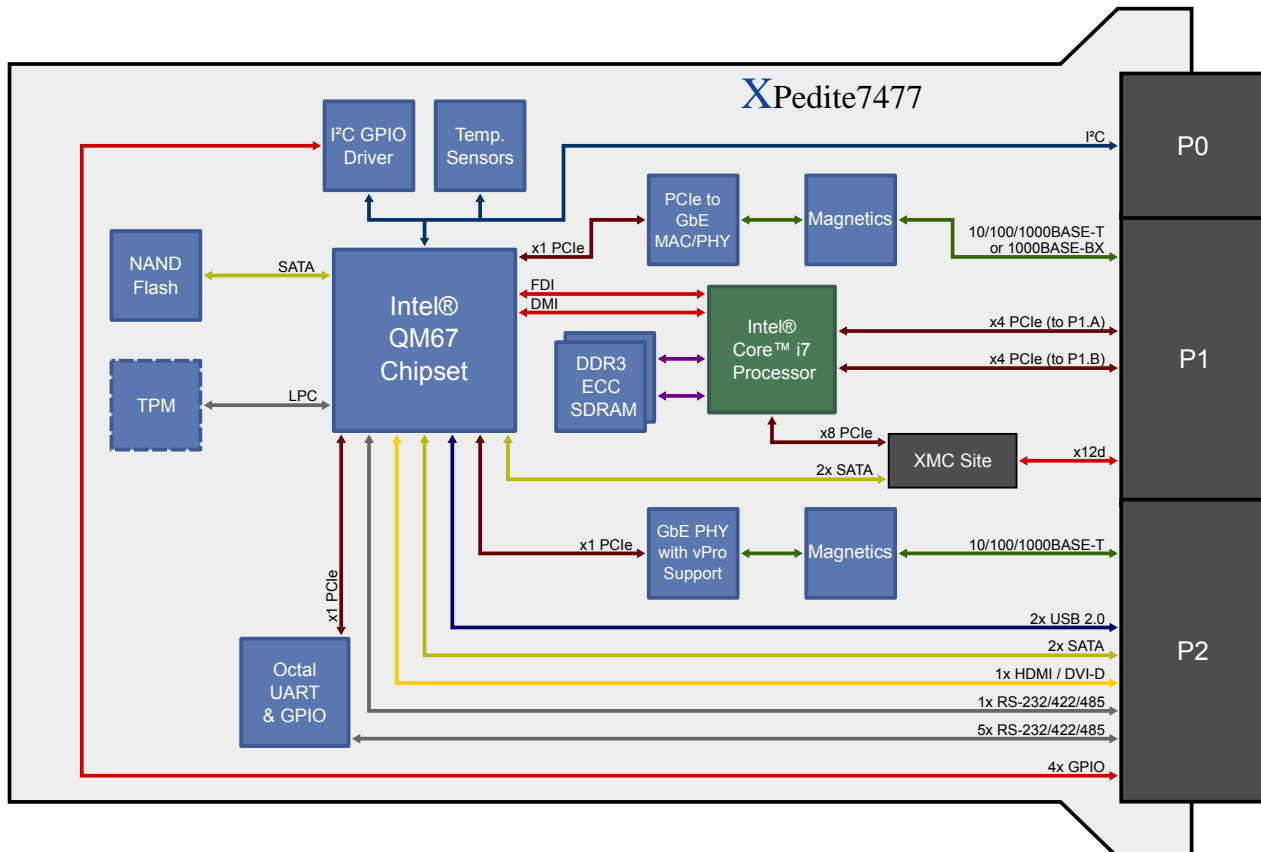 XPedite7477
I²C GPIO
Driver
Temp.
Sensors
I²C
P0
PCIe to
GbE
MAC/PHY
Magnetics
10/100/1000BASE-T
or 1000BASE-BX
x1 PCIe
NAND
Flash
SATA
Intel®
QM67
Chipset
FDI
DMI
Intel®
Core™ i7
Processor
x4 PCIe (to P1.A)
x4 PCIe (to P1.B)
P1
DDR3
ECC
SDRAM
TPM
LPC
x8 PCIe
XMC Site
x12d
2x SATA
GbE PHY
with vPro
Support
x1 PCIe
Magnetics
10/100/1000BASE-T
x1 PCIe
2x USB 2.0
2x SATA
P2
1x HDMI / DVI-D
Octal
UART
& GPIO
1x RS-232/422/485
5x RS-232/422/485
4x GPIO